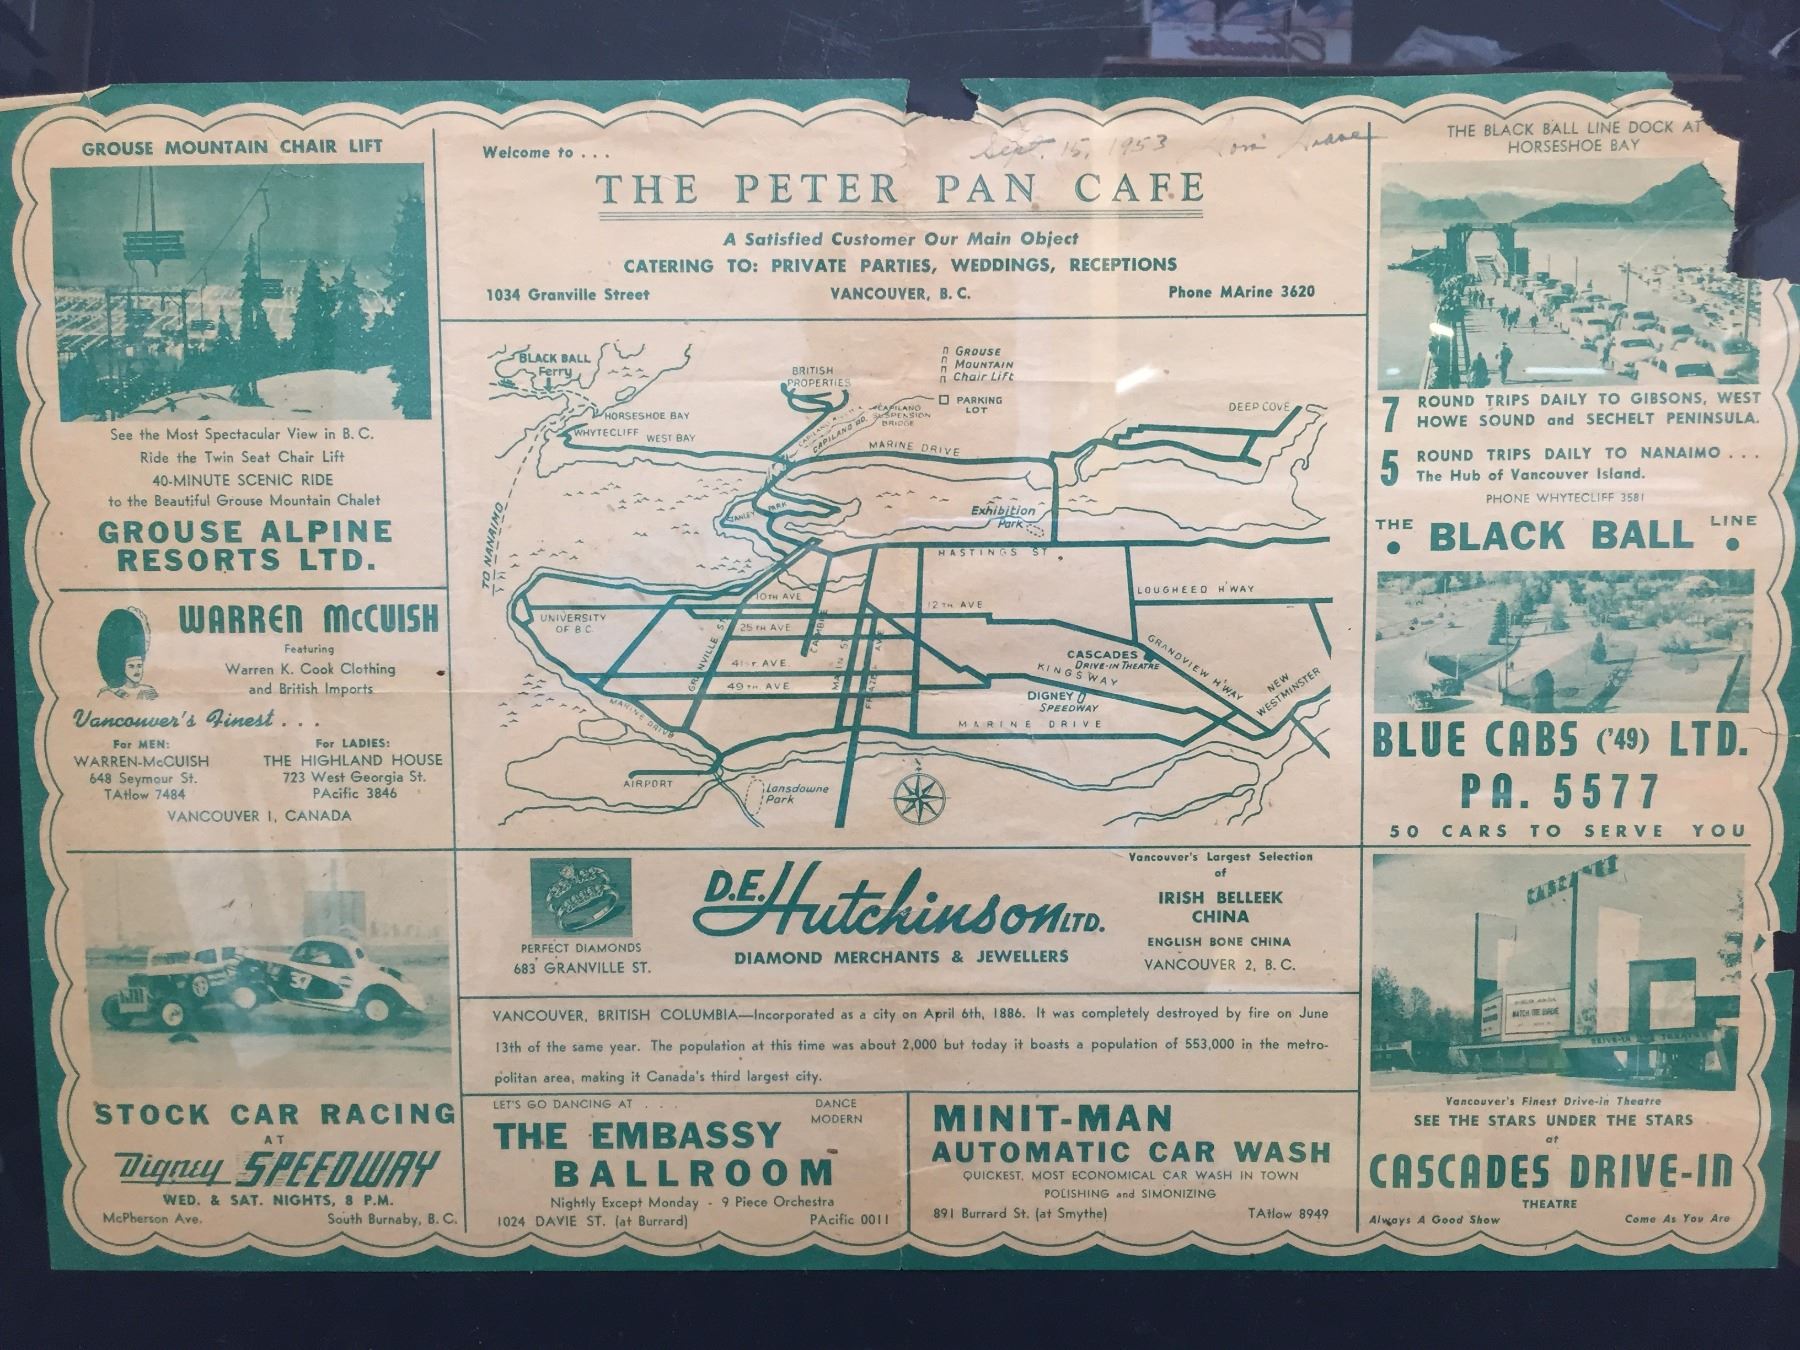 GROUSE MOUNTAIN CHAIR LIFT
See the Most Spectacular View in B. C.
Ride the Twin Seat Chair Lift
40-MINUTE SCENIC RIDE
to the Beautiful Grouse Mountain Chalet
GROUSE ALPINE
RESORTS LTD.
WARREN McCUISH
Featuring
Warren K. Cook Clothing
and British Imports
Vancouver's Finest . . .
For MEN:
WARREN-McCUISH
648 Seymour St.
TAtlow 7484
For LADIES:
THE HIGHLAND HOUSE
723 West Georgia St.
PAcific 3846
VANCOUVER 1, CANADA
37
STOCK CAR RACING
AT
Digney SPEEDWAY
WED. & SAT. NIGHTS, 8 P.M.
McPherson Ave. South Burnaby, B. C.
Sept. 15, 1953
Welcome to . . .
THE PETER PAN CAFE
A Satisfied Customer Our Main Object
CATERING TO: PRIVATE PARTIES, WEDDINGS, RECEPTIONS
1034 Granville Street VANCOUVER, B. C. Phone MArine 3620
BLACK BALL
Ferry
HORSESHOE BAY
WHYTECLIFF WEST BAY
BRITISH
PROPERTIES
GROUSE
MOUNTAIN
Chair Lift
PARKING
LOT
CAPILANO
SUSPENSION
BRIDGE
CAPILANO RD.
MARINE DRIVE
DEEP COVE
TO NANAIMO
STANLEY PARK
Exhibition
Park
HASTINGS ST.
LOUGHEED H'WAY
UNIVERSITY
OF B.C.
10TH AVE
12TH AVE
25TH AVE
41ST AVE.
49TH AVE
GRANVILLE ST.
CAMBIE
MAIN ST
FRASER AVE
CASCADES
DRIVE-IN THEATRE
KINGSWAY
GRANDVIEW H'WAY
DIGNEY
SPEEDWAY
NEW
WESTMINSTER
MARINE DRIVE
MARINE DRIVE
AIRPORT
Lansdowne
Park
PERFECT DIAMONDS
683 GRANVILLE ST.
D.E. Hutchinson LTD.
DIAMOND MERCHANTS & JEWELLERS
Vancouver's Largest Selection
of
IRISH BELLEEK
CHINA
ENGLISH BONE CHINA
VANCOUVER 2, B. C.
VANCOUVER, BRITISH COLUMBIA—Incorporated as a city on April 6th, 1886. It was completely destroyed by fire on June
13th of the same year. The population at this time was about 2,000 but today it boasts a population of 553,000 in the metro-
politan area, making it Canada's third largest city.
LET'S GO DANCING AT . . . .
DANCE
MODERN
THE EMBASSY
BALLROOM
Nightly Except Monday - 9 Piece Orchestra
1024 DAVIE ST. (at Burrard) PAcific 0011
MINIT-MAN
AUTOMATIC CAR WASH
QUICKEST, MOST ECONOMICAL CAR WASH IN TOWN
POLISHING and SIMONIZING
891 Burrard St. (at Smythe) TAtlow 8949
THE BLACK BALL LINE DOCK AT
HORSESHOE BAY
7 ROUND TRIPS DAILY TO GIBSONS, WEST
HOWE SOUND and SECHELT PENINSULA.
5 ROUND TRIPS DAILY TO NANAIMO . . .
The Hub of Vancouver Island.
PHONE WHYTECLIFF 3581
THE • BLACK BALL LINE •
BLUE CABS ('49) LTD.
PA. 5577
50 CARS TO SERVE YOU
CASCADES
DRIVE-IN THEATRE
Vancouver's Finest Drive-in Theatre
SEE THE STARS UNDER THE STARS
at
CASCADES DRIVE-IN
THEATRE
Always A Good Show Come As You Are